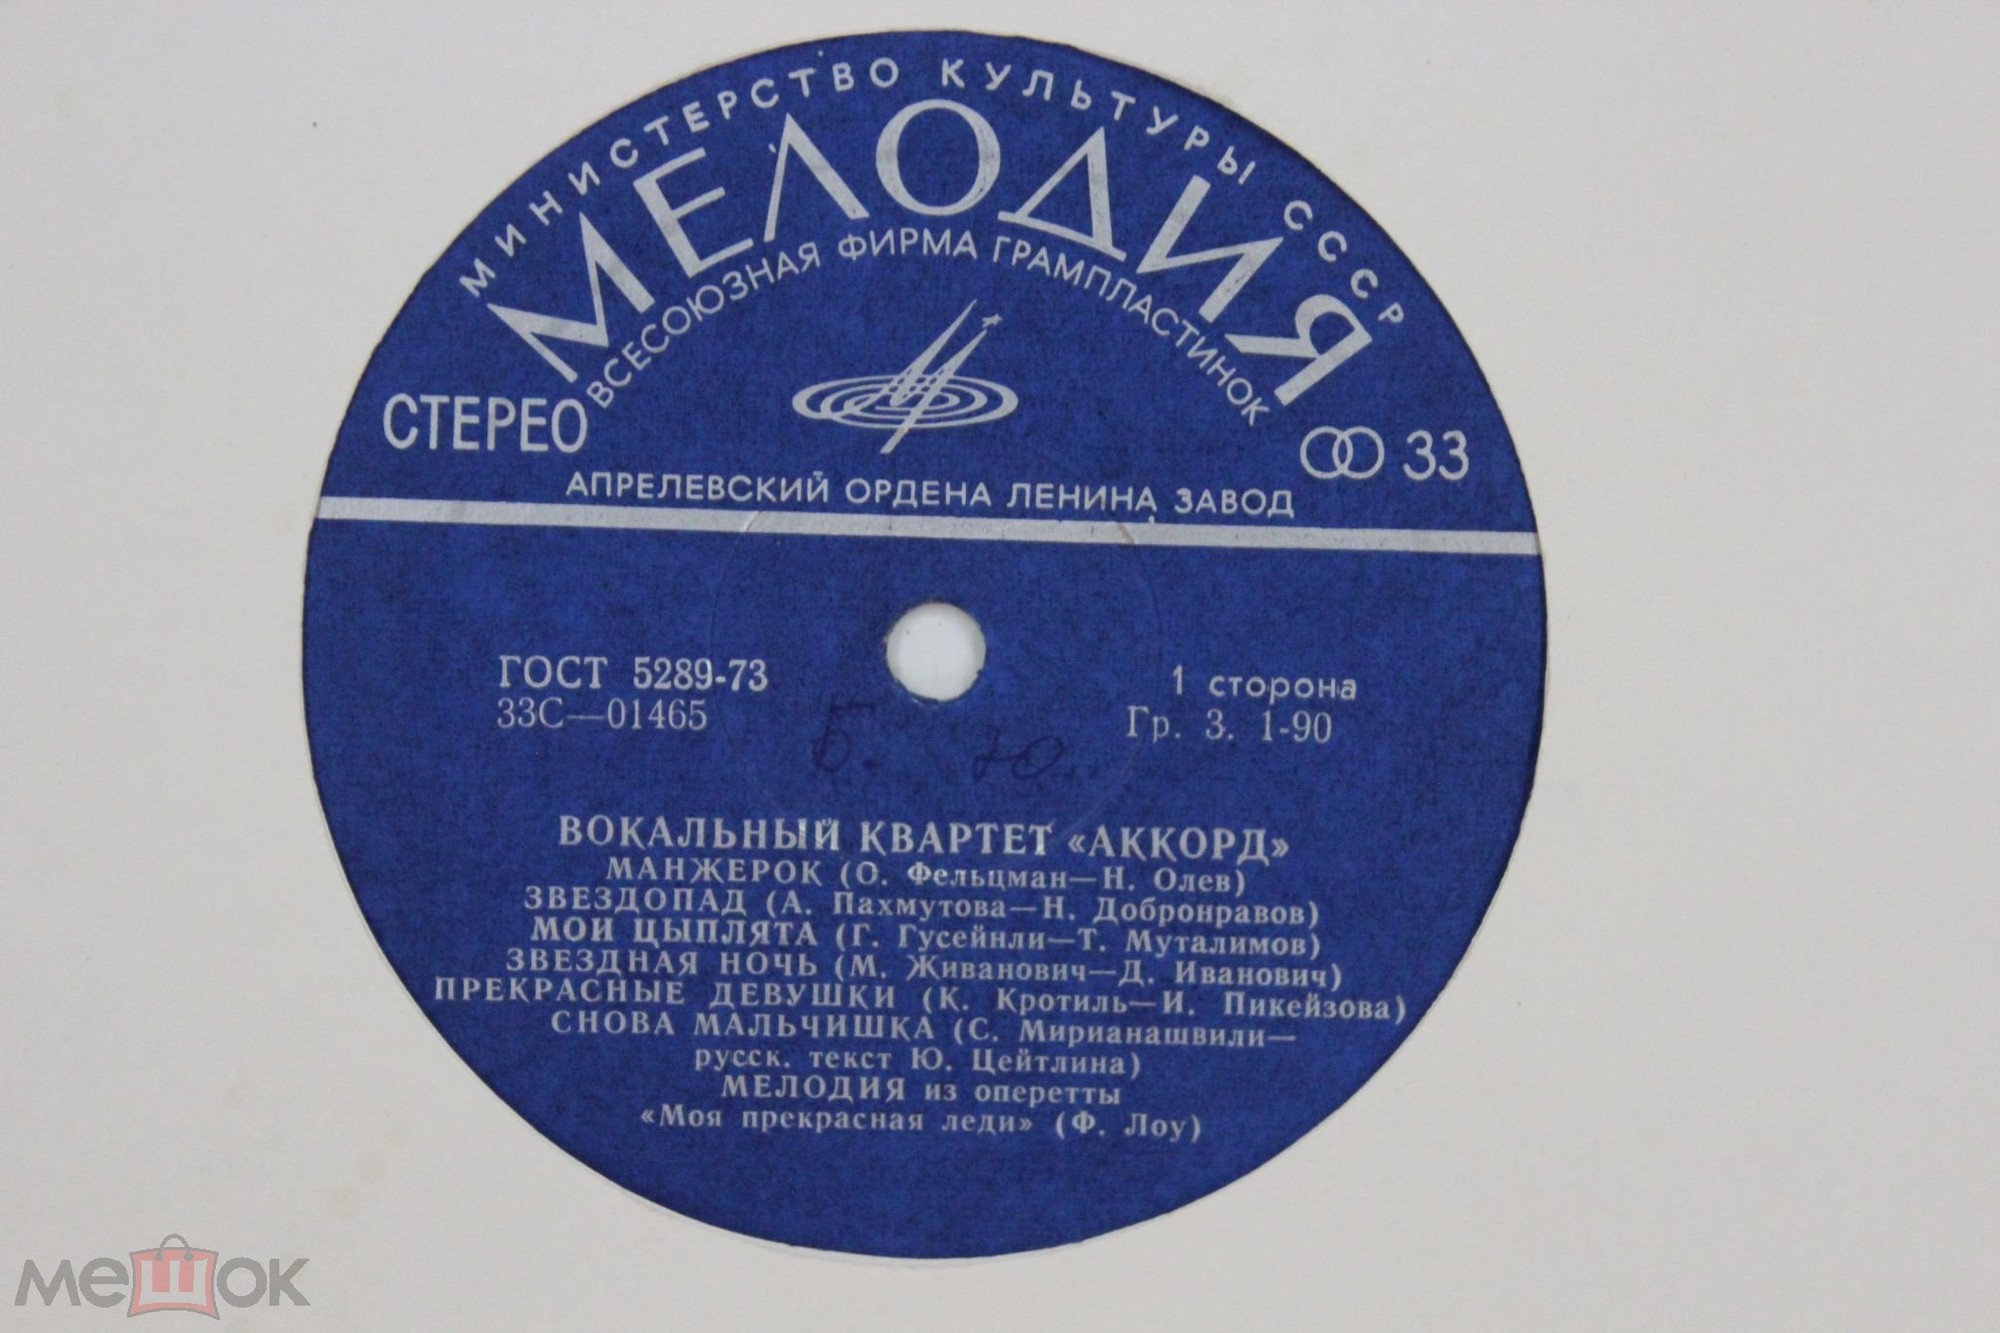 МИНИСТЕРСТВО КУЛЬТУРЫ СССР
МЕЛОДИЯ
ВСЕСОЮЗНАЯ ФИРМА ГРАМПЛАСТИНОК
СТЕРЕО
33
АПРЕЛЕВСКИЙ ОРДЕНА ЛЕНИНА ЗАВОД
ГОСТ 5289-73
33С—01465
1 сторона
Гр. 3. 1-90
ВОКАЛЬНЫЙ КВАРТЕТ «АККОРД»
МАНЖЕРОК (О. Фельцман—Н. Олев)
ЗВЕЗДОПАД (А. Пахмутова—Н. Добронравов)
МОИ ЦЫПЛЯТА (Г. Гусейнли—Т. Муталимов)
ЗВЕЗДНАЯ НОЧЬ (М. Живанович—Д. Иванович)
ПРЕКРАСНЫЕ ДЕВУШКИ (К. Кротиль—И. Пикейзова)
СНОВА МАЛЬЧИШКА (С. Мирианашвили—
русск. текст Ю. Цейтлина)
МЕЛОДИЯ из оперетты
«Моя прекрасная леди» (Ф. Лоу)
мешок